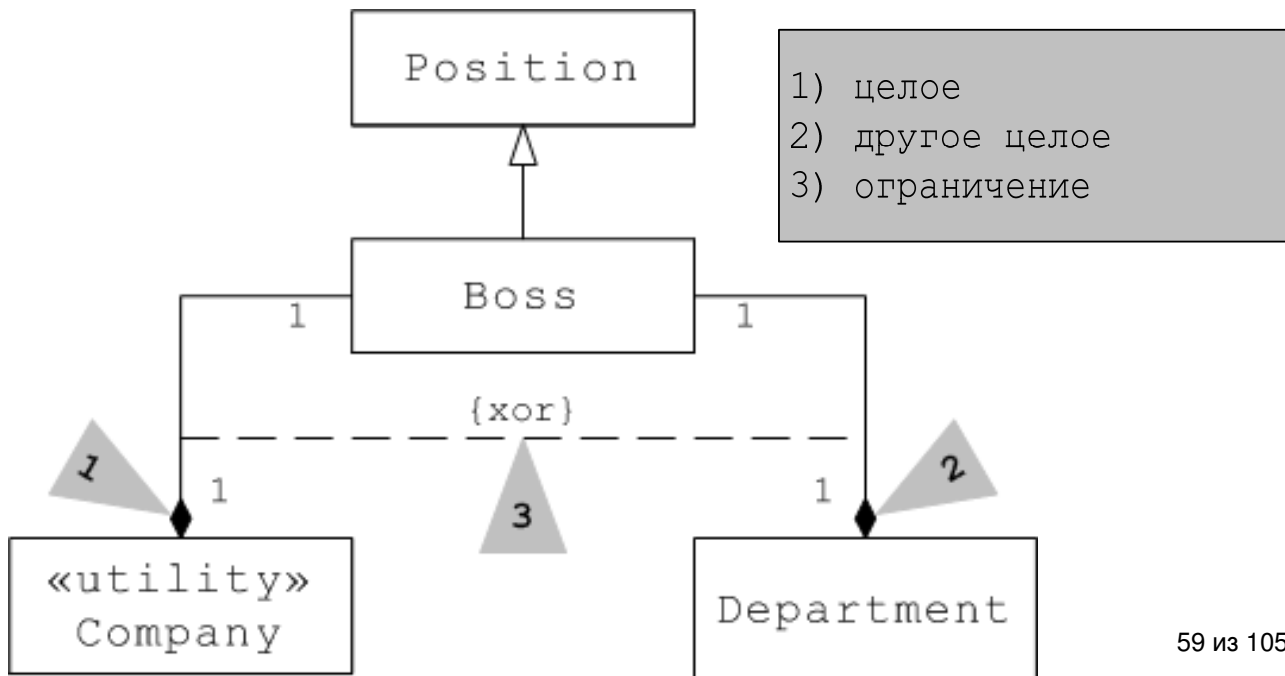 Position
1) целое
2) другое целое
3) ограничение
Boss
1
1
{xor}
1
2
1
3
1
«utility»
Company
Department
59 из 105